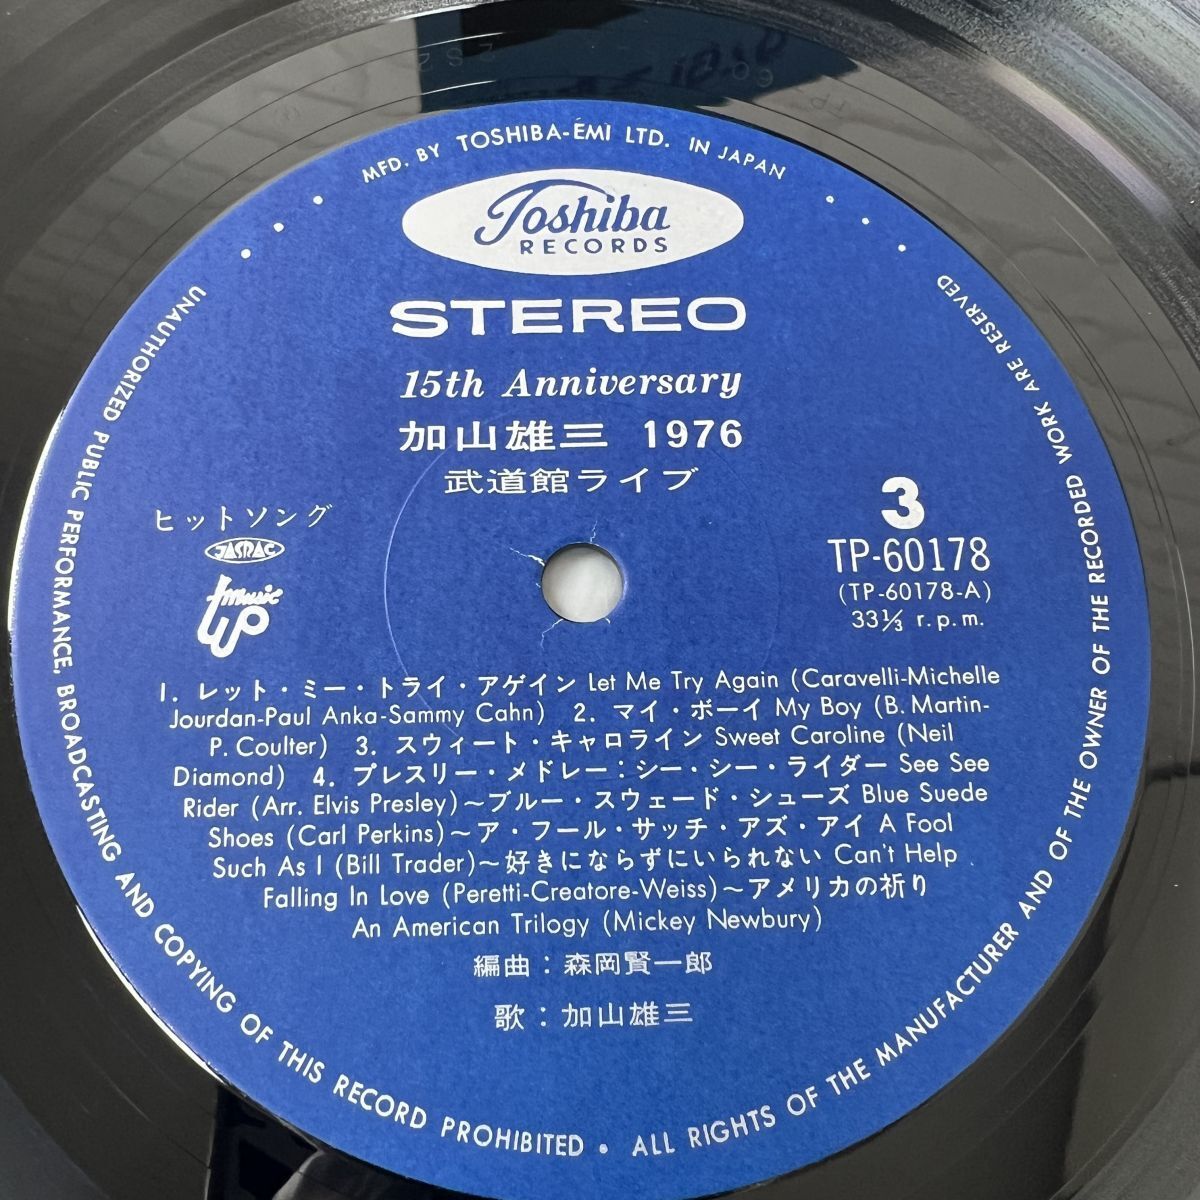 MFD. BY TOSHIBA-EMI LTD. IN JAPAN
Toshiba
RECORDS
STEREO
15th Anniversary
加山雄三 1976
武道館ライブ
ヒットソング
JASRAC
music
up
3
TP-60178
(TP-60178-A)
33⅓ r.p.m.
1. レット・ミー・トライ・アゲイン Let Me Try Again (Caravelli-Michelle
Jourdan-Paul Anka-Sammy Cahn) 2. マイ・ボーイ My Boy (B. Martin-
P. Coulter) 3. スウィート・キャロライン Sweet Caroline (Neil
Diamond) 4. プレスリー・メドレー：シー・シー・ライダー See See
Rider (Arr. Elvis Presley)～ブルー・スウェード・シューズ Blue Suede
Shoes (Carl Perkins)～ア・フール・サッチ・アズ・アイ A Fool
Such As I (Bill Trader)～好きにならずにいられない Can't Help
Falling In Love (Peretti-Creatore-Weiss)～アメリカの祈り
An American Trilogy (Mickey Newbury)
編曲：森岡賢一郎
歌：加山雄三
UNAUTHORIZED PUBLIC PERFORMANCE, BROADCASTING AND COPYING OF THIS RECORD PROHIBITED • ALL RIGHTS OF THE MANUFACTURER AND OF THE OWNER OF THE RECORDED WORK ARE RESERVED